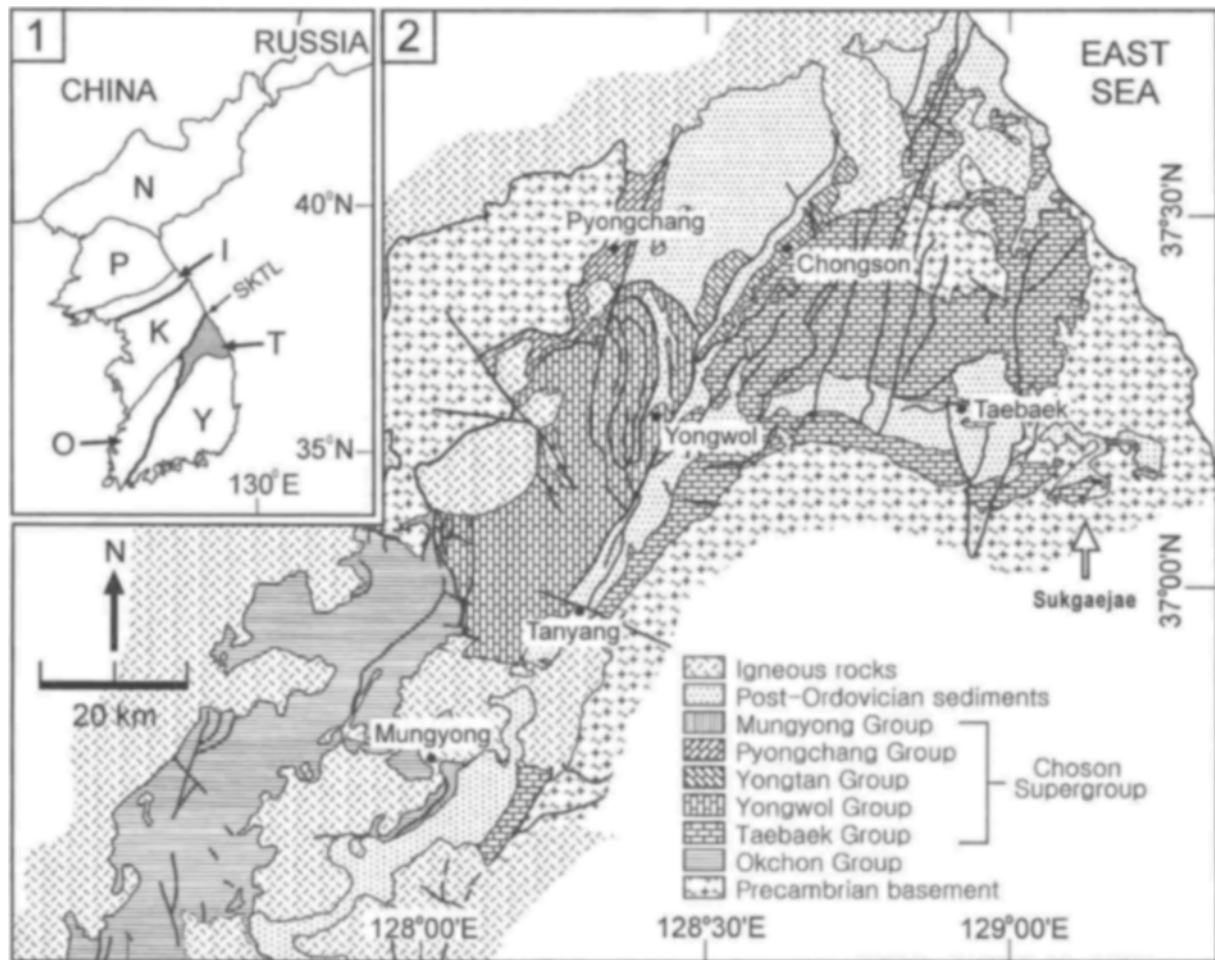 1
RUSSIA
CHINA
N
40°N
P
I
SKTL
K
T
O
Y
35°N
130°E
2
EAST
SEA
37°30'N
Pyongchang
Chongson
Taebaek
Yongwol
37°00'N
Sukgaejae
N
20 km
Tanyang
Mungyong
Igneous rocks
Post-Ordovician sediments
Mungyong Group
Pyongchang Group
Yongtan Group
Yongwol Group
Taebaek Group
Choson
Supergroup
Okchon Group
Precambrian basement
128°00'E
128°30'E
129°00'E